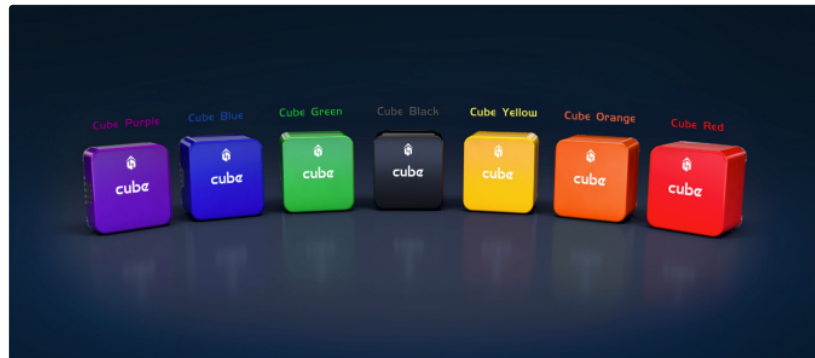 Cube Purple
Cube Blue
Cube Green
Cube Black
Cube Yellow
Cube Orange
Cube Red
cube
cube
cube
cube
cube
cube
cube